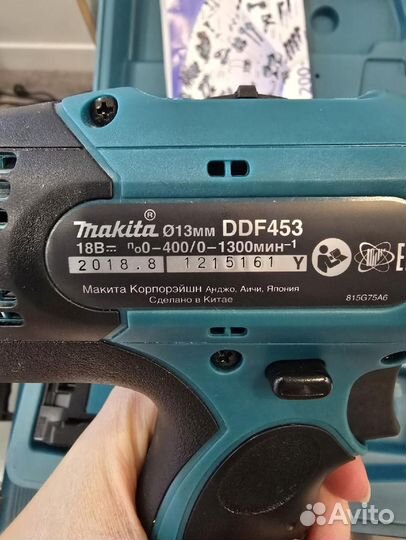 200
makita® Ø13мм DDF453
18В⎓ n₀0-400/0-1300мин⁻¹
2018.8 1215161 Y
Макита Корпорэйшн Анджо, Аичи, Япония
Сделано в Китае
815G75A6
Avito